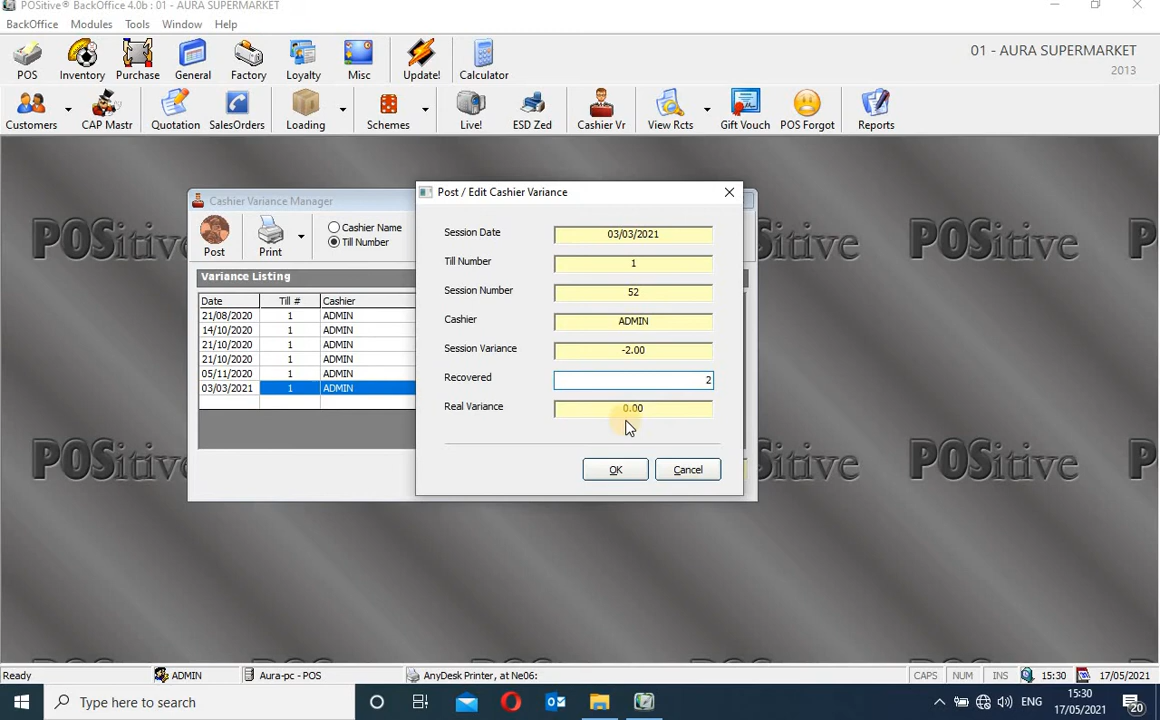 POSitive® BackOffice 4.0b : 01 - AURA SUPERMARKET
BackOffice Modules Tools Window Help
POS Inventory Purchase General Factory Loyalty Misc Update! Calculator
01 - AURA SUPERMARKET
2013
Customers CAP Mastr Quotation SalesOrders Loading Schemes Live! ESD Zed Cashier Vr View Rcts Gift Vouch POS Forgot Reports
Cashier Variance Manager
Post Print
Cashier Name
Till Number
Variance Listing
Date Till # Cashier
21/08/2020 1 ADMIN
14/10/2020 1 ADMIN
21/10/2020 1 ADMIN
21/10/2020 1 ADMIN
05/11/2020 1 ADMIN
03/03/2021 1 ADMIN
Post / Edit Cashier Variance
Session Date 03/03/2021
Till Number 1
Session Number 52
Cashier ADMIN
Session Variance -2.00
Recovered 2
Real Variance 0.00
OK Cancel
POSitive POSitive POSitive
POSitive POSitive POSitive
Ready ADMIN Aura-pc - POS AnyDesk Printer, at Ne06: CAPS NUM INS 15:30 17/05/2021
Type here to search
ENG
15:30
17/05/2021
20